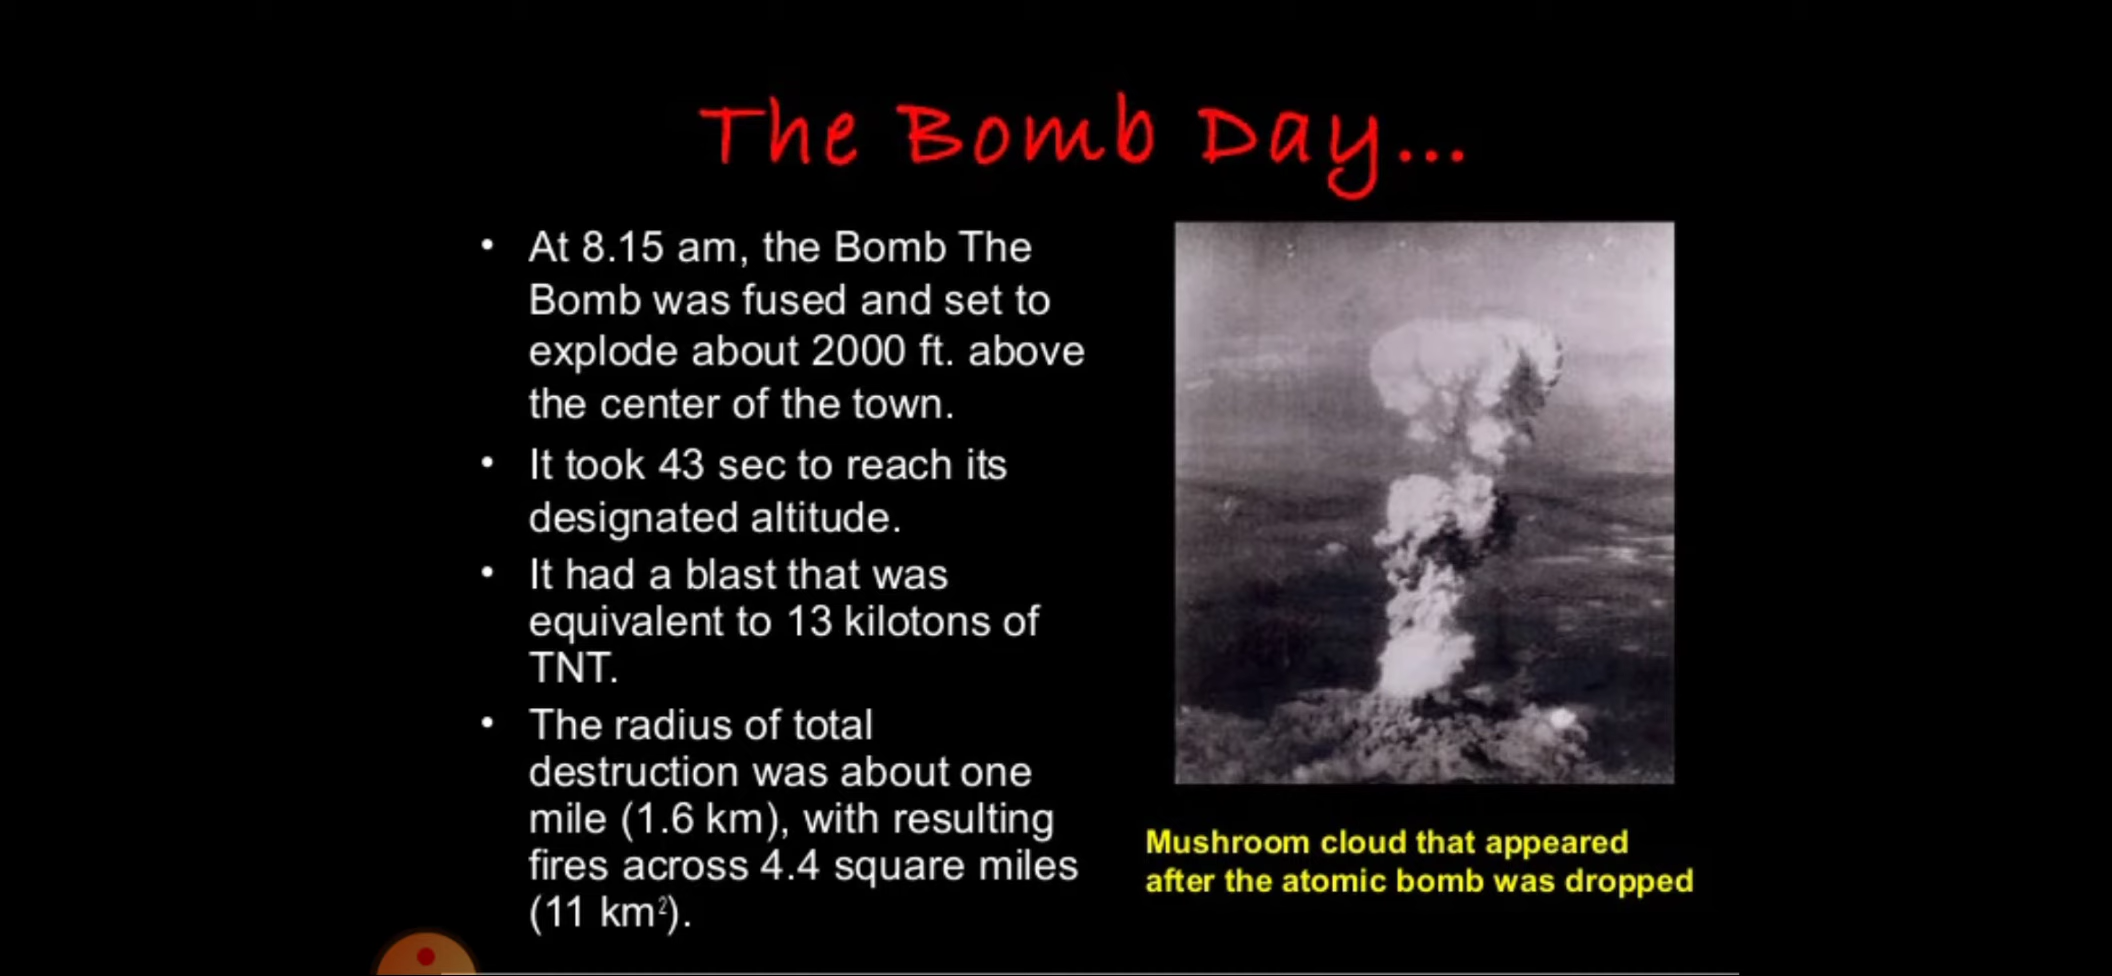 The Bomb Day...
• At 8.15 am, the Bomb The
Bomb was fused and set to
explode about 2000 ft. above
the center of the town.
• It took 43 sec to reach its
designated altitude.
• It had a blast that was
equivalent to 13 kilotons of
TNT.
• The radius of total
destruction was about one
mile (1.6 km), with resulting
fires across 4.4 square miles
(11 km²).
Mushroom cloud that appeared
after the atomic bomb was dropped